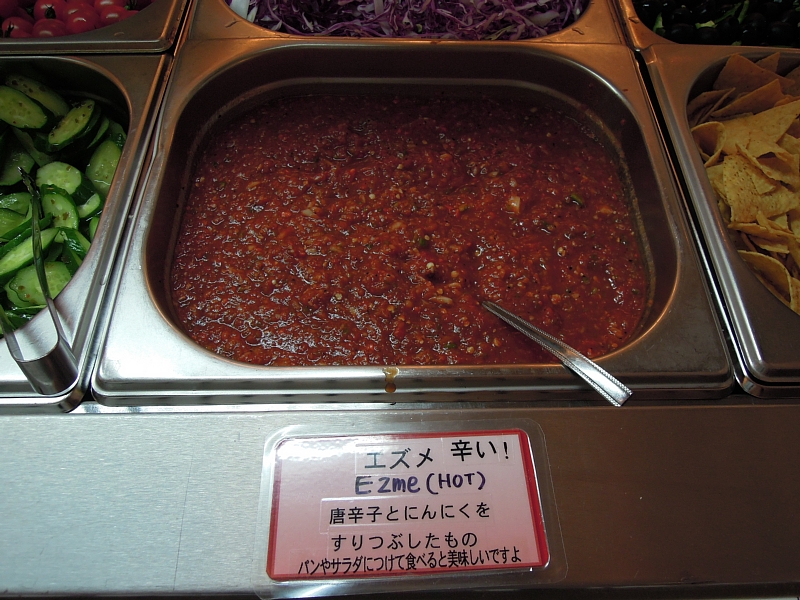 エズメ 辛い!
Ezme (HOT)
唐辛子とにんにくを
すりつぶしたもの
パンやサラダにつけて食べると美味しいですよ